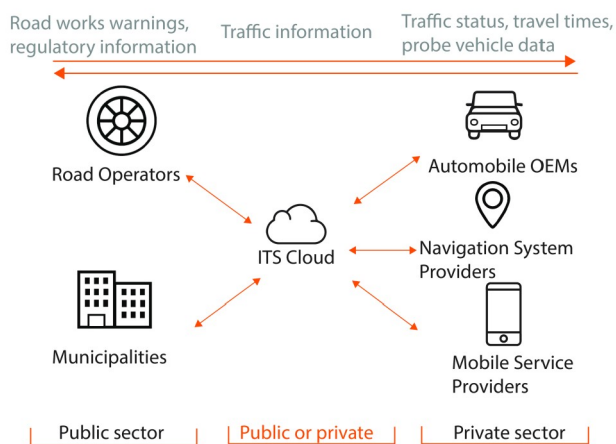 Road works warnings,
regulatory information
Traffic information
Traffic status, travel times,
probe vehicle data
Road Operators
Automobile OEMs
ITS Cloud
Navigation System
Providers
Municipalities
Mobile Service
Providers
Public sector
Public or private
Private sector